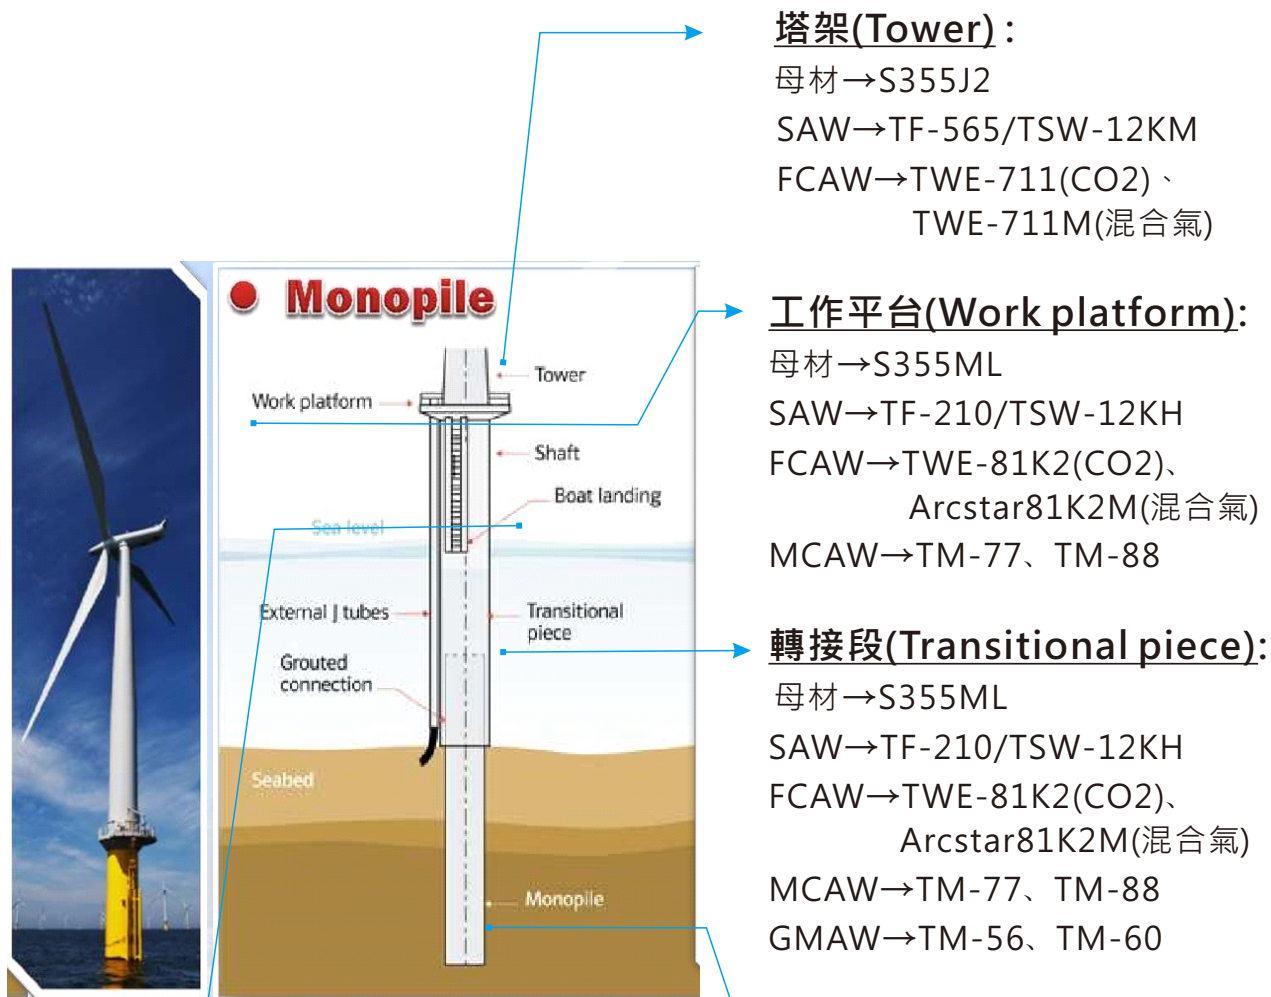 塔架(Tower) :
母材→S355J2
SAW→TF-565/TSW-12KM
FCAW→TWE-711(CO2)、
TWE-711M(混合氣)
Monopile
Tower
Work platform
Shaft
Boat landing
Sea level
External J tubes
Transitional
piece
Grouted
connection
Seabed
Monopile
工作平台(Work platform):
母材→S355ML
SAW→TF-210/TSW-12KH
FCAW→TWE-81K2(CO2)、
Arcstar81K2M(混合氣)
MCAW→TM-77、TM-88
轉接段(Transitional piece):
母材→S355ML
SAW→TF-210/TSW-12KH
FCAW→TWE-81K2(CO2)、
Arcstar81K2M(混合氣)
MCAW→TM-77、TM-88
GMAW→TM-56、TM-60